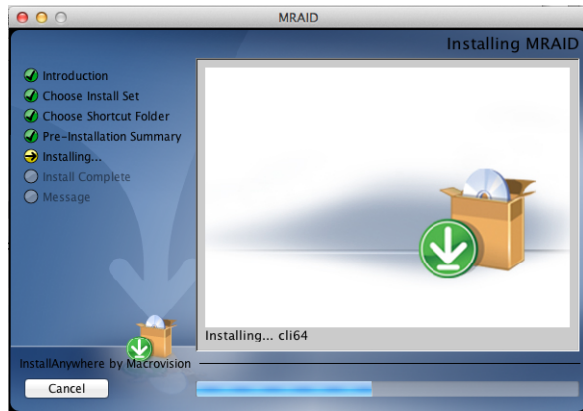 MRAID
Installing MRAID
Introduction
Choose Install Set
Choose Shortcut Folder
Pre-Installation Summary
Installing...
Install Complete
Message
Installing... cli64
InstallAnywhere by Macrovision
Cancel